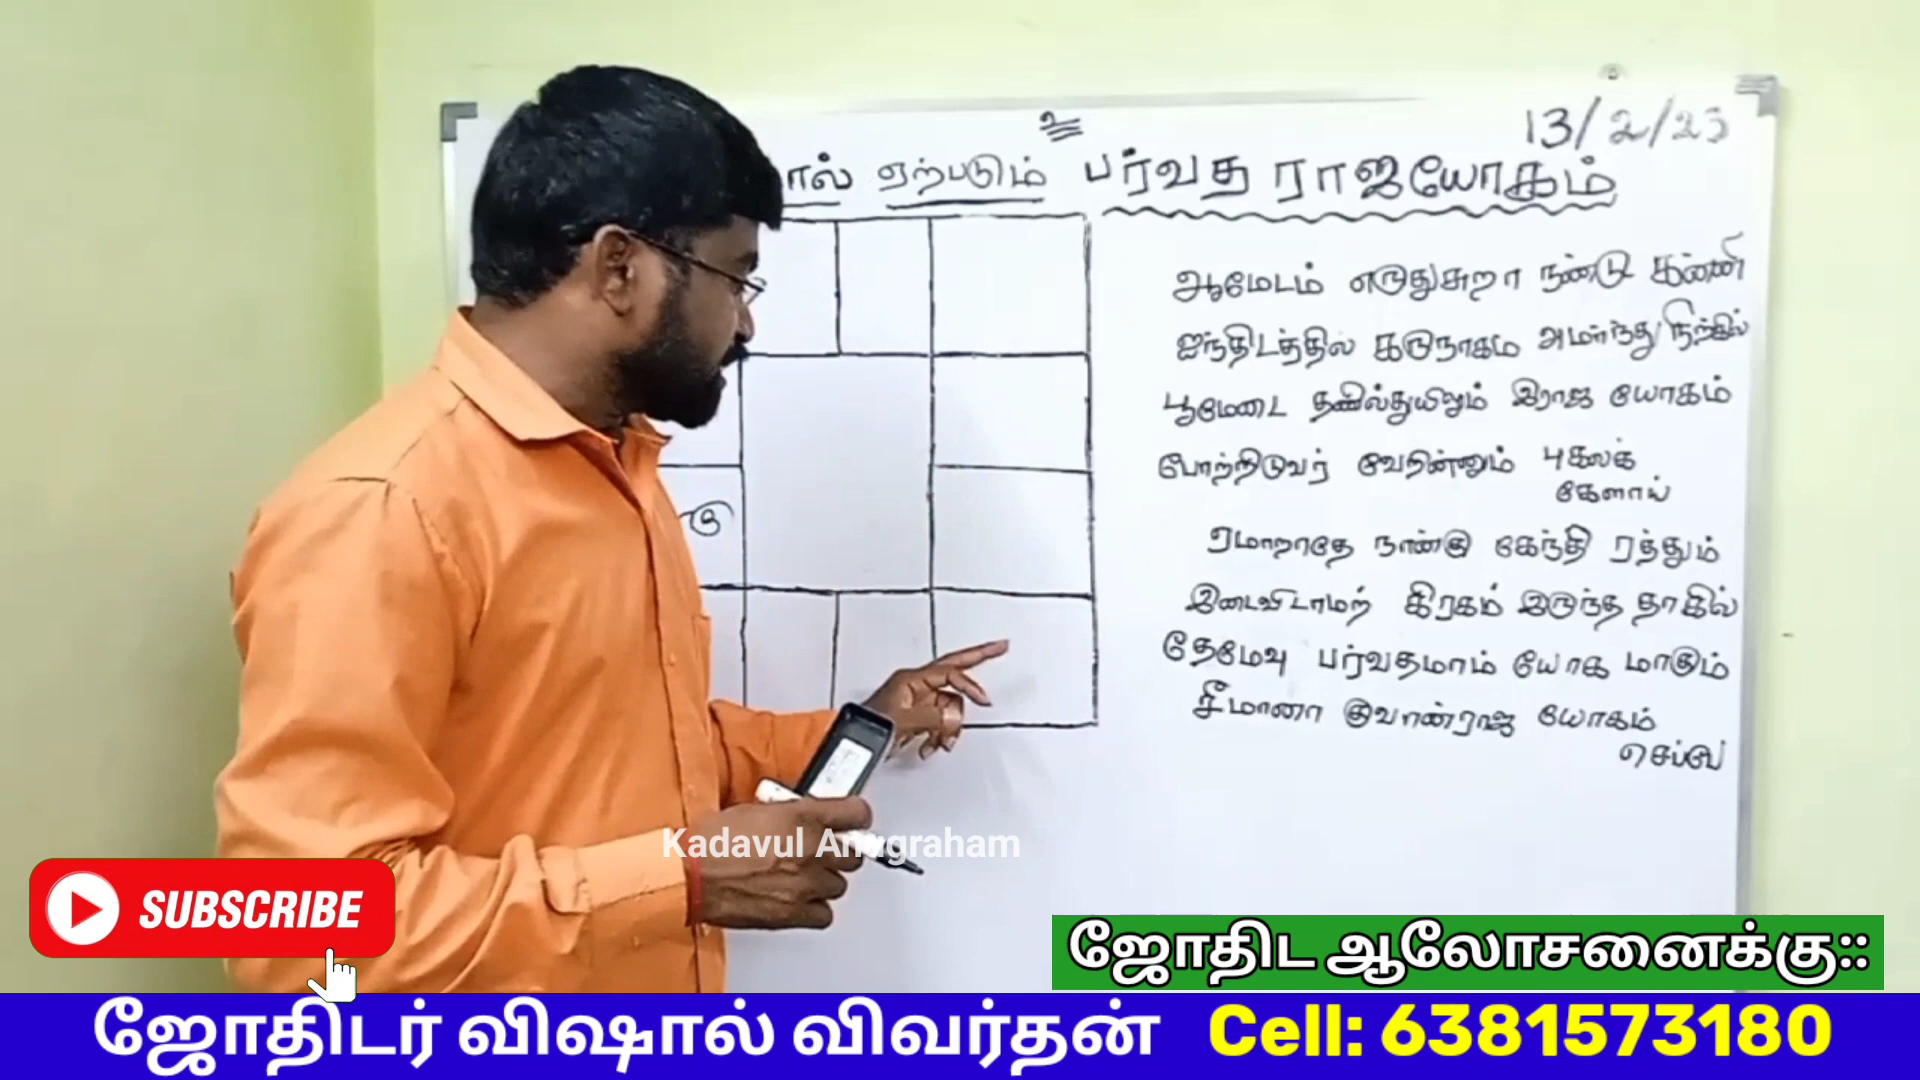 உ
13/2/23
ால் ஏற்படும் பர்வத ராஜயோகம்
ஆமேடம் எருதுசுறா நண்டு கன்னி
ஐந்திடத்தில் கருநாகம் அமர்ந்து நிற்கில்
பூமேடை தனில்துயிலும் இராஜ யோகம்
போற்றிடுவர் வேறின்னும் புகலக்
கேளாய்
ஏமாறாதே நான்கு கேந்தி ரத்தும்
இடைவிடாமற் கிரகம் இருந்த தாகில்
தேமேவு பர்வதமாம் யோக மாகும்
சீமானா குவான்ராஜ யோகம்
செப்பே
கு
Kadavul Anugraham
SUBSCRIBE
ஜோதிட ஆலோசனைக்கு::
ஜோதிடர் விஷால் விவர்தன் Cell: 6381573180